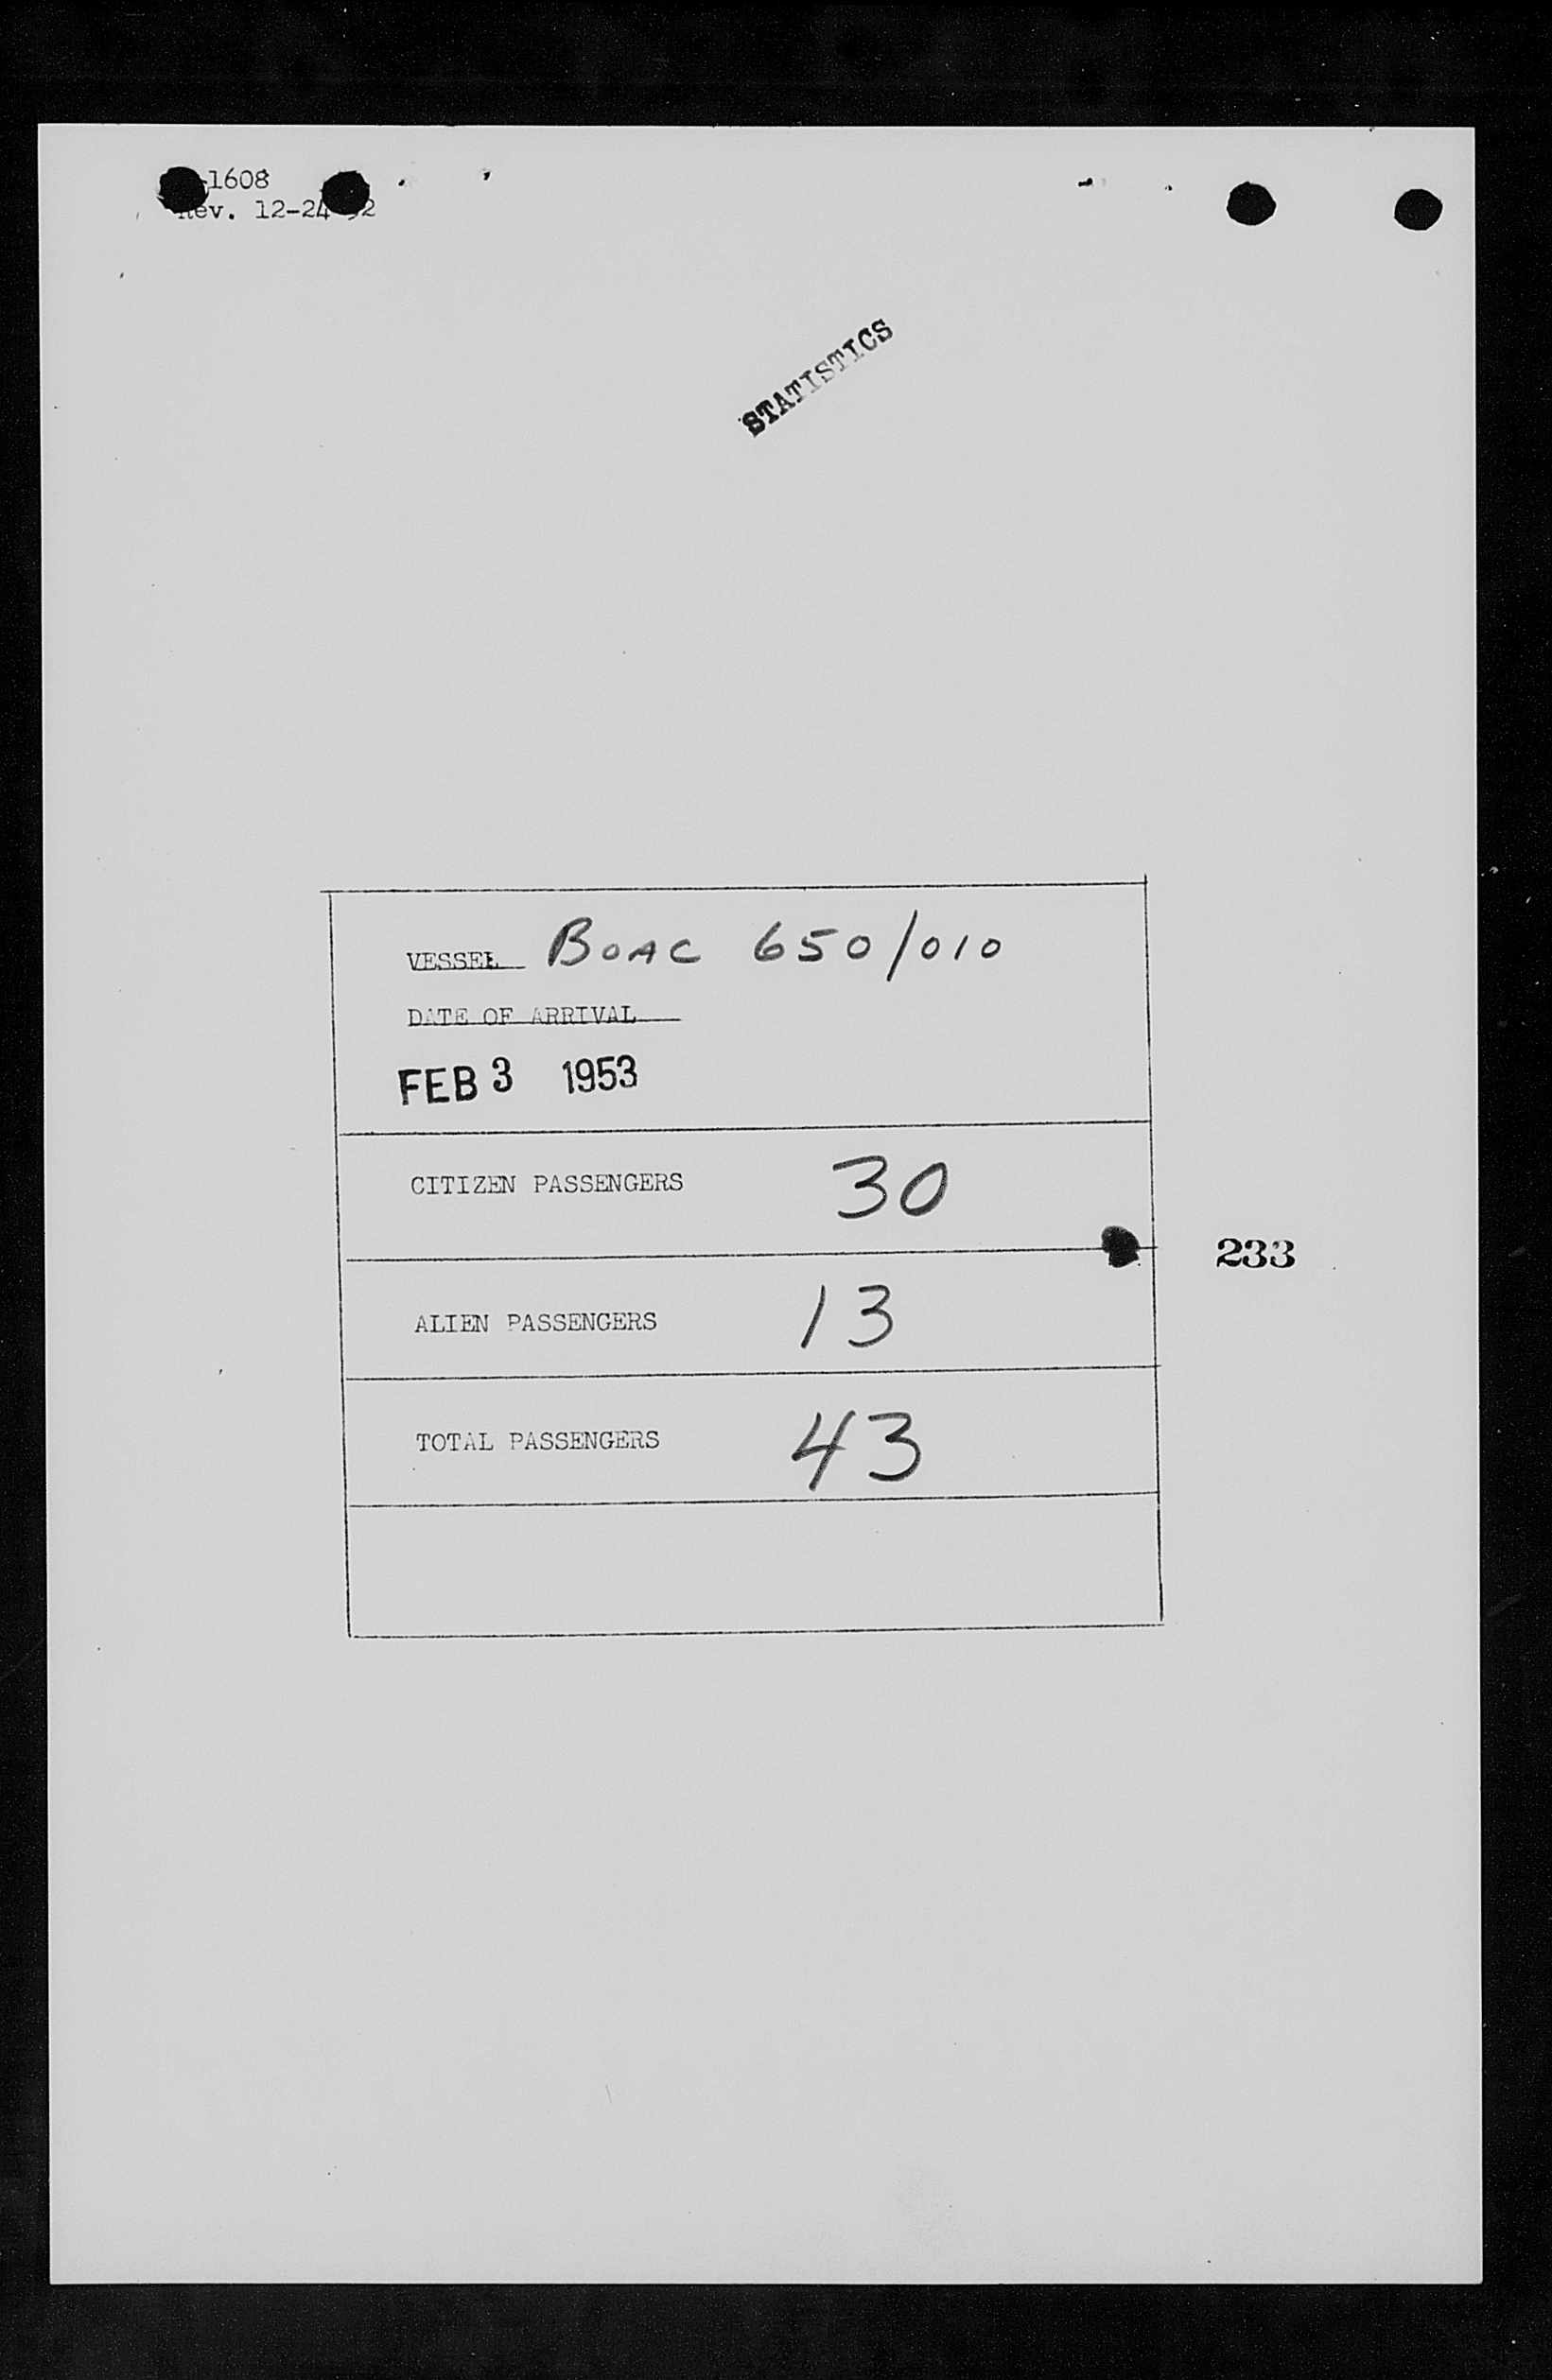 1608
Rev. 12-24
STATISTICS
VESSEL BOAC 650/010
DATE OF ARRIVAL
FEB 3 1953
CITIZEN PASSENGERS 30
233
ALIEN PASSENGERS 13
TOTAL PASSENGERS 43